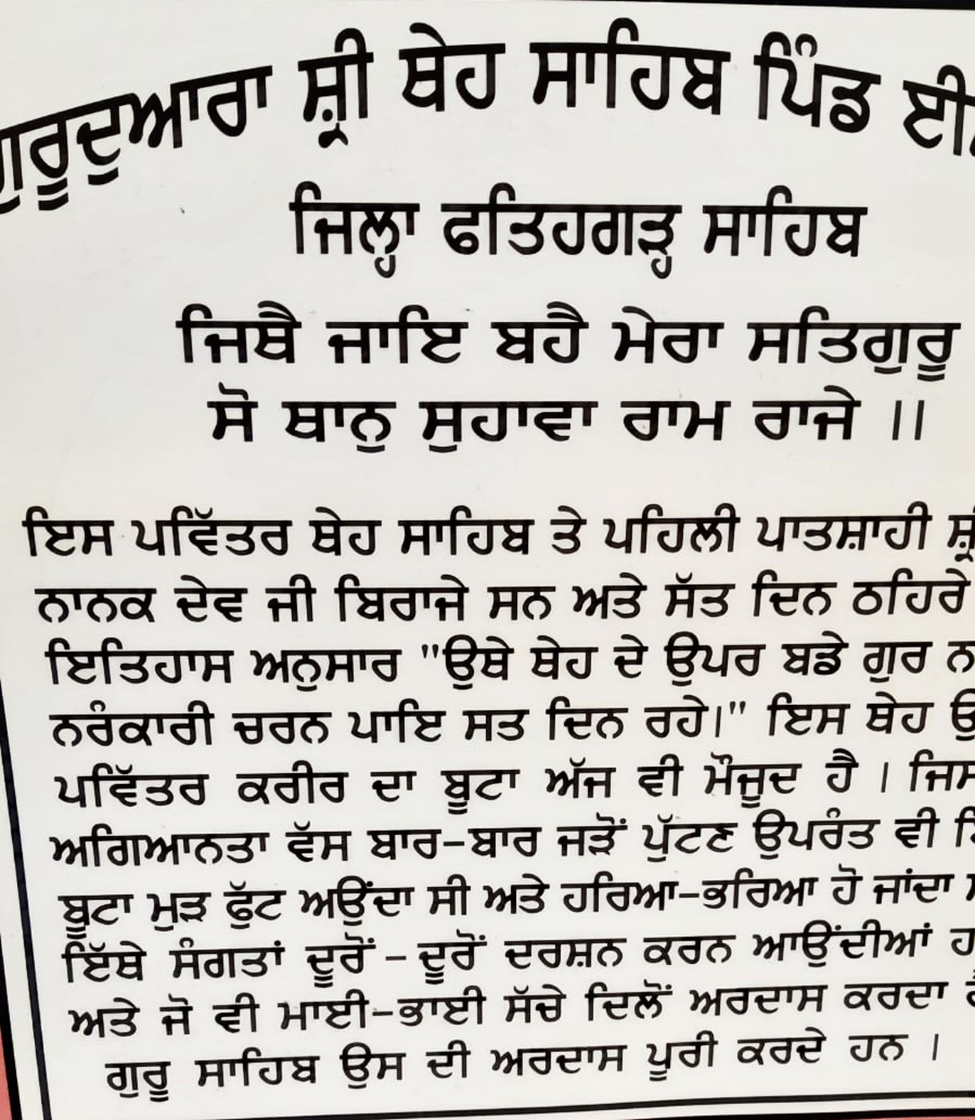 ਗੁਰੂਦੁਆਰਾ ਸ਼੍ਰੀ ਥੇਹ ਸਾਹਿਬ ਪਿੰਡ
ਜਿਲ੍ਹਾ ਫਤਿਹਗੜ੍ਹ ਸਾਹਿਬ
ਜਿਥੈ ਜਾਇ ਬਹੈ ਮੇਰਾ ਸਤਿਗੁਰੂ
ਸੋ ਥਾਨੁ ਸੁਹਾਵਾ ਰਾਮ ਰਾਜੇ ।।
ਇਸ ਪਵਿੱਤਰ ਥੇਹ ਸਾਹਿਬ ਤੇ ਪਹਿਲੀ ਪਾਤਸ਼ਾਹੀ
ਨਾਨਕ ਦੇਵ ਜੀ ਬਿਰਾਜੇ ਸਨ ਅਤੇ ਸੱਤ ਦਿਨ ਠਹਿਰੇ
ਇਤਿਹਾਸ ਅਨੁਸਾਰ "ਉਥੇ ਥੇਹ ਦੇ ਉਪਰ ਬਡੇ ਗੁਰ
ਨਰੰਕਾਰੀ ਚਰਨ ਪਾਇ ਸਤ ਦਿਨ ਰਹੇ।" ਇਸ ਥੇਹ
ਪਵਿੱਤਰ ਕਰੀਰ ਦਾ ਬੂਟਾ ਅੱਜ ਵੀ ਮੌਜੂਦ ਹੈ ।
ਅਗਿਆਨਤਾ ਵੱਸ ਬਾਰ-ਬਾਰ ਜੜੋਂ ਪੁੱਟਣ ਉਪਰੰਤ ਵੀ
ਬੂਟਾ ਮੁੜ ਫੁੱਟ ਅਉਂਦਾ ਸੀ ਅਤੇ ਹਰਿਆ-ਭਰਿਆ ਹੋ ਜਾਂਦਾ
ਇੱਥੇ ਸੰਗਤਾਂ ਦੂਰੋਂ - ਦੂਰੋਂ ਦਰਸ਼ਨ ਕਰਨ ਆਉਂਦੀਆਂ
ਅਤੇ ਜੋ ਵੀ ਮਾਈ-ਭਾਈ ਸੱਚੇ ਦਿਲੋਂ ਅਰਦਾਸ ਕਰਦਾ
ਗੁਰੂ ਸਾਹਿਬ ਉਸ ਦੀ ਅਰਦਾਸ ਪੂਰੀ ਕਰਦੇ ਹਨ ।